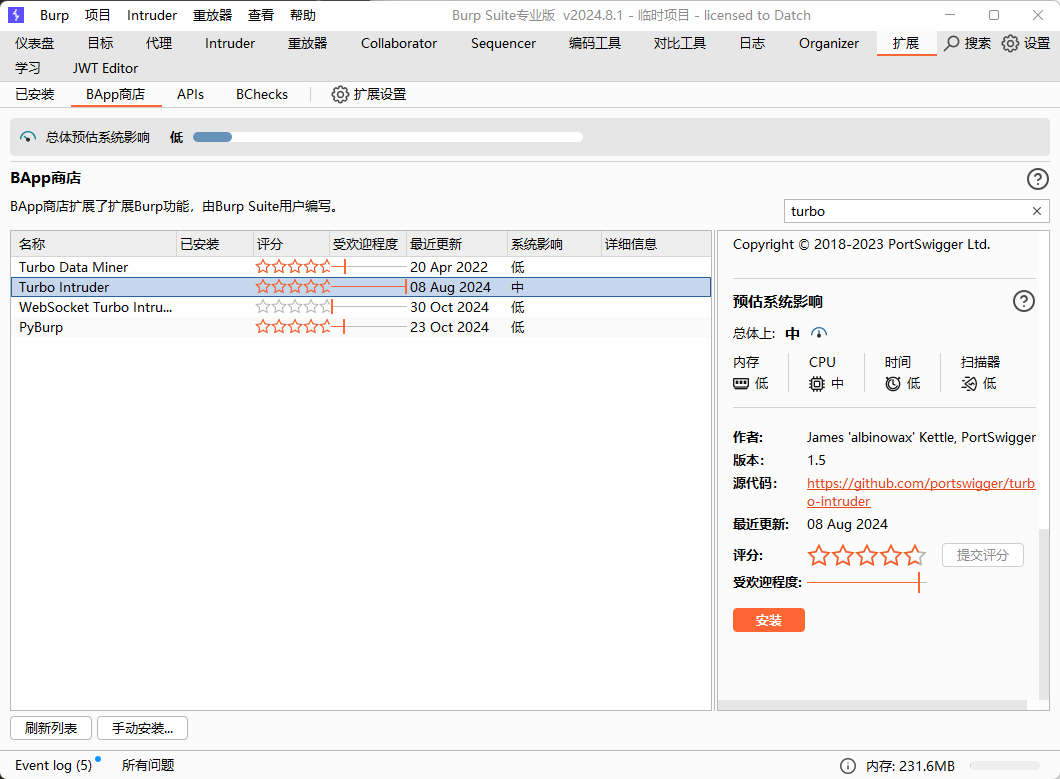 Burp 项目 Intruder 重放器 查看 帮助 Burp Suite专业版 v2024.8.1 - 临时项目 - licensed to Datch
仪表盘 目标 代理 Intruder 重放器 Collaborator Sequencer 编码工具 对比工具 日志 Organizer 扩展 搜索 设置
学习 JWT Editor
已安装 BApp商店 APIs BChecks 扩展设置
总体预估系统影响 低
BApp商店
BApp商店扩展了扩展Burp功能，由Burp Suite用户编写。
turbo
名称 已安装 评分 受欢迎程度 最近更新 系统影响 详细信息
Turbo Data Miner 20 Apr 2022 低
Turbo Intruder 08 Aug 2024 中
WebSocket Turbo Intru... 30 Oct 2024 低
PyBurp 23 Oct 2024 低
Copyright © 2018-2023 PortSwigger Ltd.
预估系统影响
总体上: 中
内存 CPU 时间 扫描器
低 中 低 低
作者: James 'albinowax' Kettle, PortSwigger
版本: 1.5
源代码: https://github.com/portswigger/turb
o-intruder
最近更新: 08 Aug 2024
评分: 提交评分
受欢迎程度:
安装
刷新列表 手动安装...
Event log (5) 所有问题 内存: 231.6MB